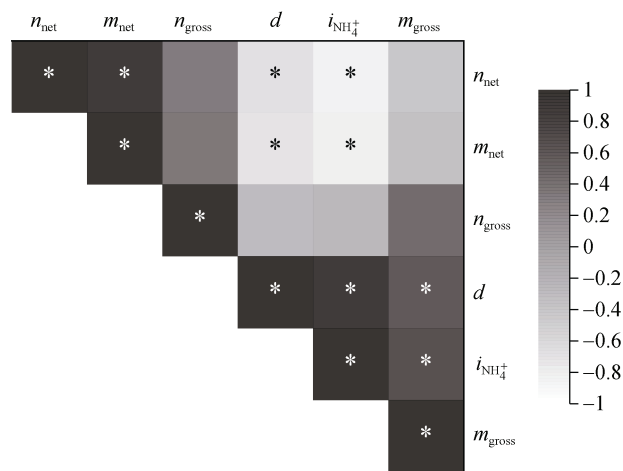 n_net m_net n_gross d i_NH₄⁺ m_gross
* * * * n_net
* * * m_net
* n_gross
* * * d
* * i_NH₄⁺
* m_gross
1
0.8
0.6
0.4
0.2
0
−0.2
−0.4
−0.6
−0.8
−1